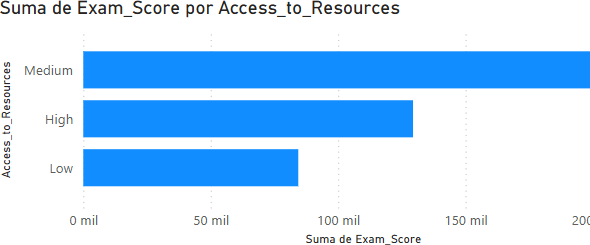 Suma de Exam_Score por Access_to_Resources
Access_to_Resources
Medium
High
Low
0 mil
50 mil
100 mil
150 mil
200
Suma de Exam_Score